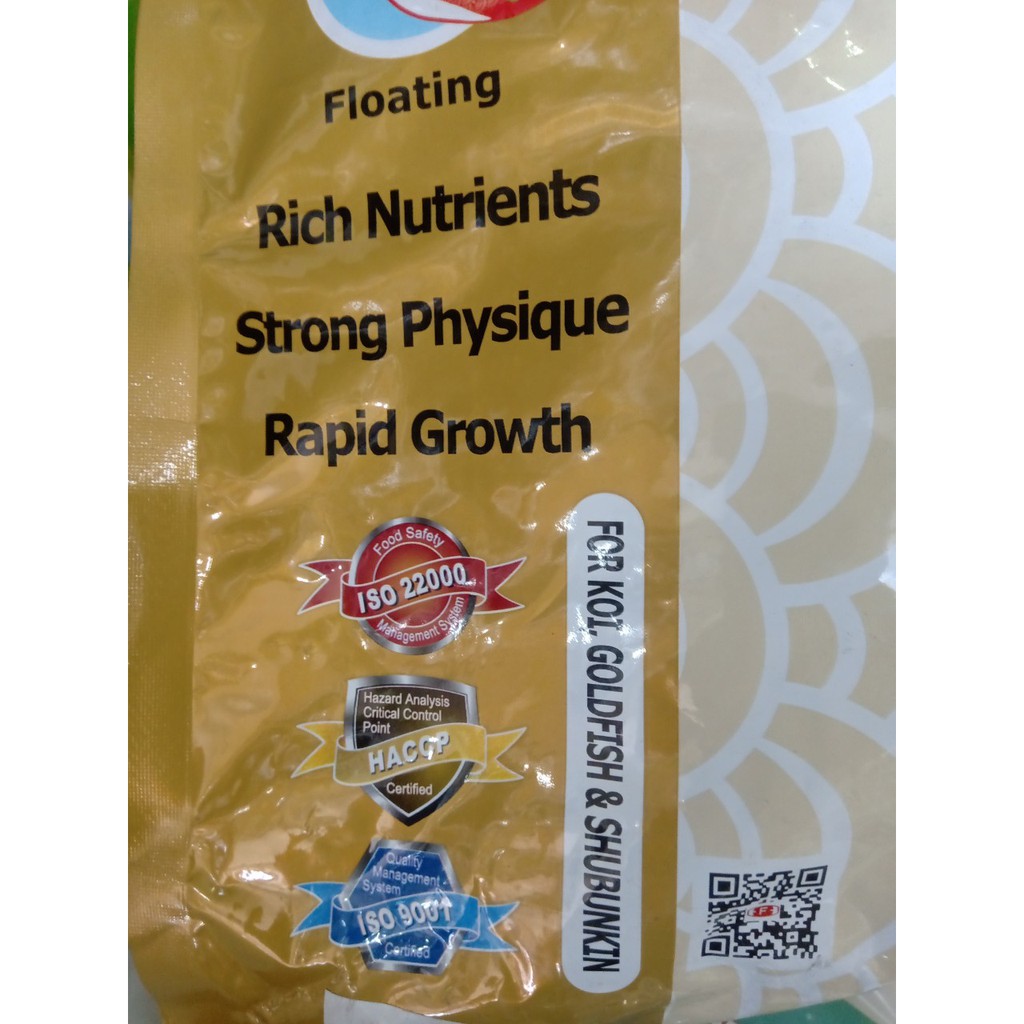 Floating
Rich Nutrients
Strong Physique
Rapid Growth
Food Safety
ISO 22000
Management System
Hazard Analysis
Critical Control
Point
HACCP
Certified
Quality
Management
System
ISO 9001
Certified
FOR KOI, GOLDFISH & SHUBUNKIN
F